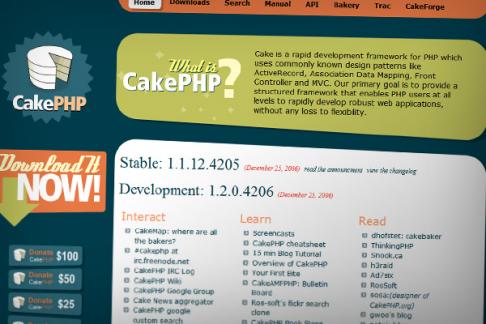 Home Downloads Search Manual API Bakery Trac CakeForge
CakePHP
What is
CakePHP?
Cake is a rapid development framework for PHP which
uses commonly known design patterns like
ActiveRecord, Association Data Mapping, Front
Controller and MVC. Our primary goal is to provide a
structured framework that enables PHP users at all
levels to rapidly develop robust web applications,
without any loss to flexibility.
Download It
NOW!
Donate
CakePHP
$100
Donate
CakePHP
$50
Donate
CakePHP
$25
Stable: 1.1.12.4205 (December 25, 2006) read the announcment view the changelog
Development: 1.2.0.4206 (December 25, 2006)
Interact
CakeMap: where are all
the bakers?
#cakephp at
irc.freenode.net
CakePHP IRC Log
CakePHP Wiki
CakePHP Google Group
Cake News aggregator
CakePHP google
custom search
Learn
Screencasts
CakePHP cheatsheet
15 min Blog Tutorial
Overview of CakePHP
Your First Bite
CakeAMFPHP: Bulletin
Board
Ros-soft's flickr search
clone
Read
dhofstet: cakebaker
ThinkingPHP
Snook.ca
h3raid
Ad7six
RosSoft
sosa:(designer of
CakePHP.org)
gwoo's blog